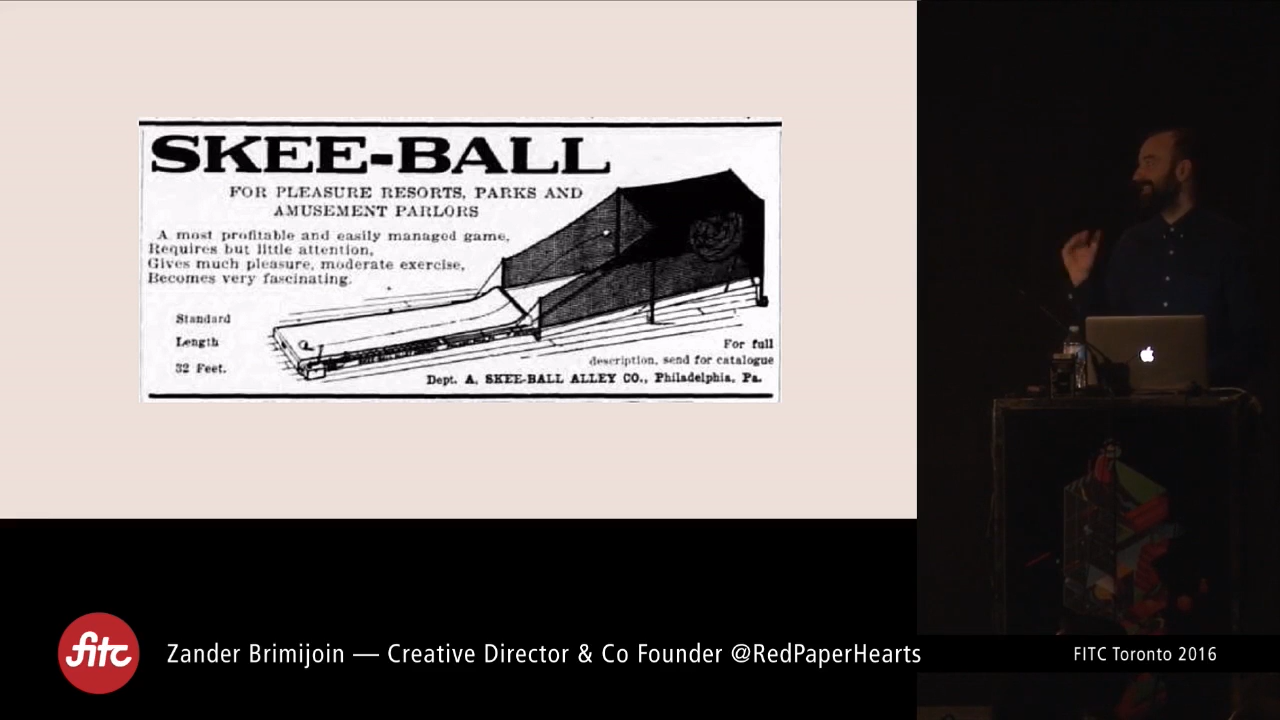 SKEE-BALL
FOR PLEASURE RESORTS, PARKS AND
AMUSEMENT PARLORS
A most profitable and easily managed game,
Requires but little attention,
Gives much pleasure, moderate exercise,
Becomes very fascinating.
Standard
Length
32 Feet.
For full
description, send for catalogue
Dept. A, SKEE-BALL ALLEY CO., Philadelphia, Pa.
fitc
Zander Brimijoin — Creative Director & Co Founder @RedPaperHearts
FITC Toronto 2016